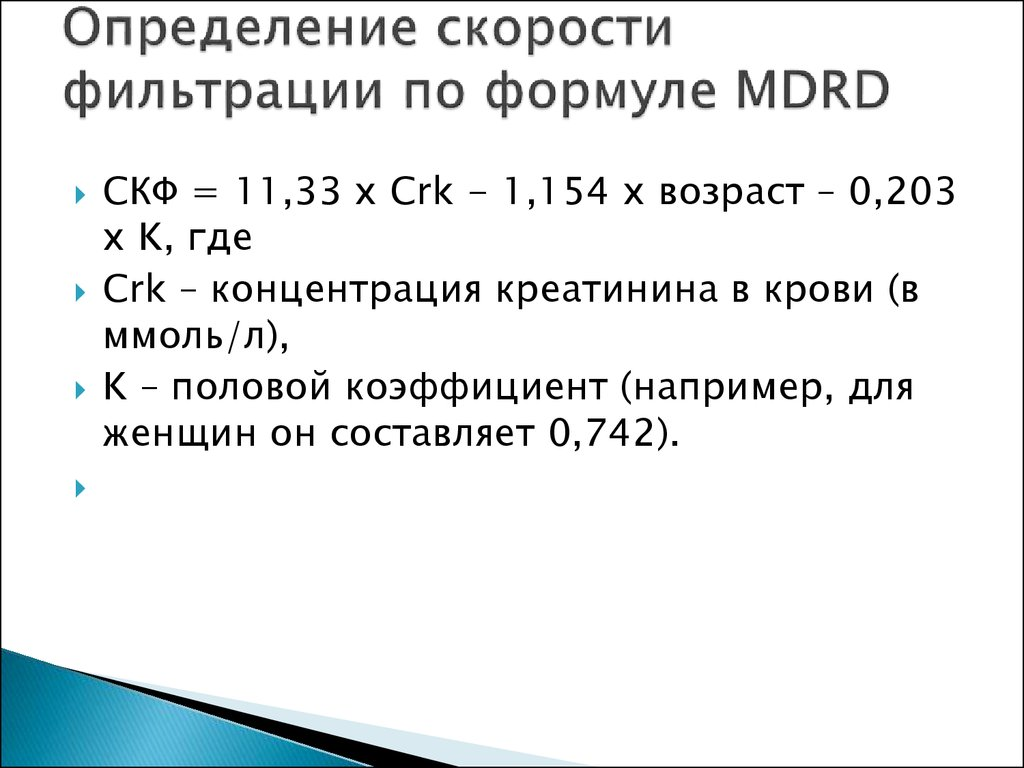 Определение скорости
фильтрации по формуле MDRD
СКФ = 11,33 х Crk - 1,154 х возраст – 0,203
х K, где
Crk – концентрация креатинина в крови (в
ммоль/л),
K – половой коэффициент (например, для
женщин он составляет 0,742).